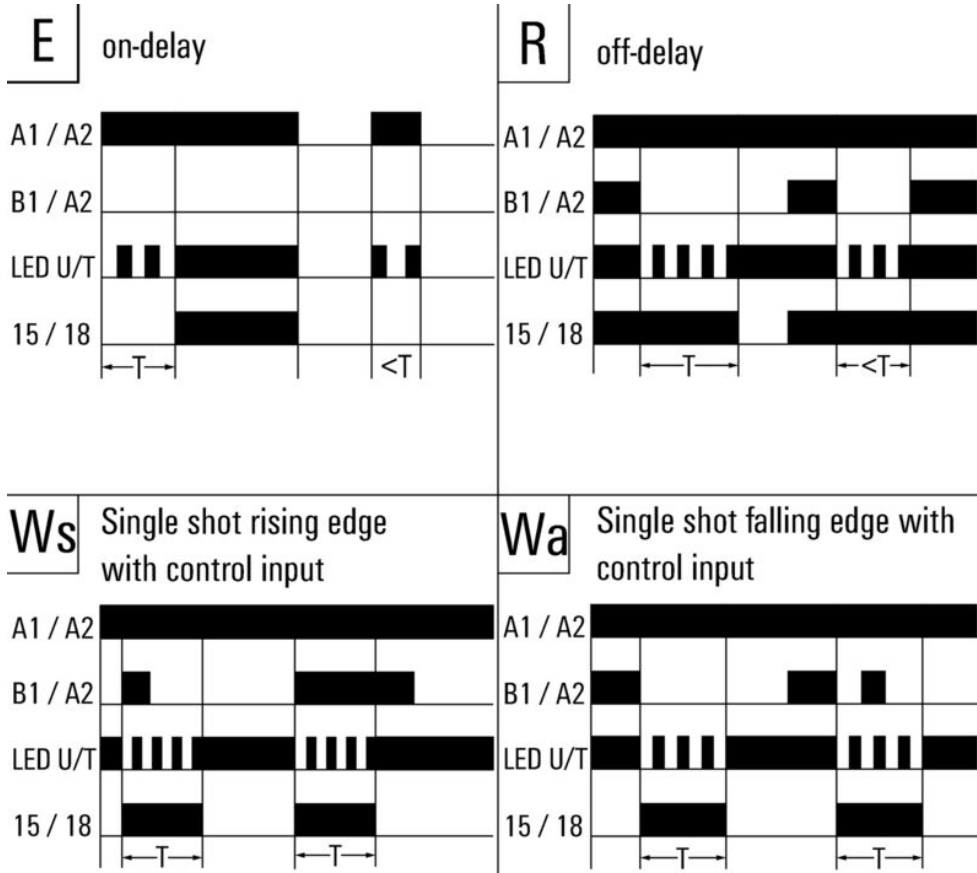 E on-delay
A1 / A2
B1 / A2
LED U/T
15 / 18
T <T
R off-delay
A1 / A2
B1 / A2
LED U/T
15 / 18
T <T
Ws Single shot rising edge
with control input
A1 / A2
B1 / A2
LED U/T
15 / 18
T T
Wa Single shot falling edge with
control input
A1 / A2
B1 / A2
LED U/T
15 / 18
T T